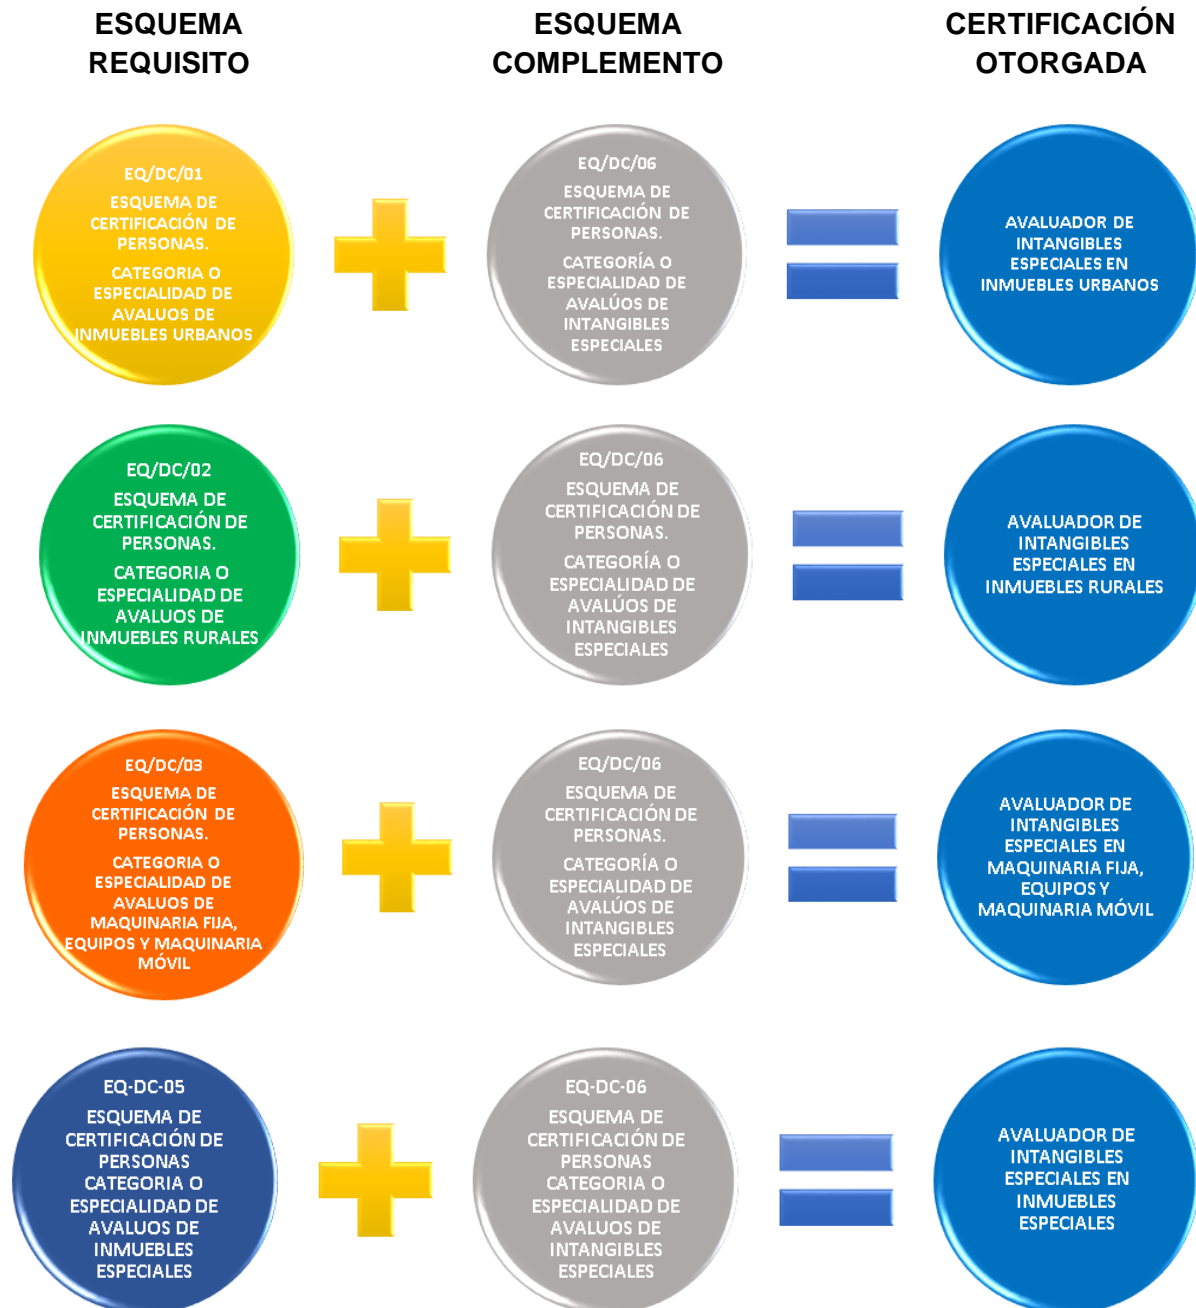 ESQUEMA
REQUISITO
ESQUEMA
COMPLEMENTO
CERTIFICACIÓN
OTORGADA
EQ/DC/01
ESQUEMA DE
CERTIFICACIÓN DE
PERSONAS.
CATEGORIA O
ESPECIALIDAD DE
AVALUOS DE
INMUEBLES URBANOS
EQ/DC/06
ESQUEMA DE
CERTIFICACIÓN DE
PERSONAS.
CATEGORÍA O
ESPECIALIDAD DE
AVALÚOS DE
INTANGIBLES
ESPECIALES
AVALUADOR DE
INTANGIBLES
ESPECIALES EN
INMUEBLES URBANOS
EQ/DC/02
ESQUEMA DE
CERTIFICACIÓN DE
PERSONAS.
CATEGORIA O
ESPECIALIDAD DE
AVALUOS DE
INMUEBLES RURALES
EQ/DC/06
ESQUEMA DE
CERTIFICACIÓN DE
PERSONAS.
CATEGORÍA O
ESPECIALIDAD DE
AVALÚOS DE
INTANGIBLES
ESPECIALES
AVALUADOR DE
INTANGIBLES
ESPECIALES EN
INMUEBLES RURALES
EQ/DC/03
ESQUEMA DE
CERTIFICACIÓN DE
PERSONAS.
CATEGORIA O
ESPECIALIDAD DE
AVALUOS DE
MAQUINARIA FIJA,
EQUIPOS Y MAQUINARIA
MÓVIL
EQ/DC/06
ESQUEMA DE
CERTIFICACIÓN DE
PERSONAS.
CATEGORÍA O
ESPECIALIDAD DE
AVALÚOS DE
INTANGIBLES
ESPECIALES
AVALUADOR DE
INTANGIBLES
ESPECIALES EN
MAQUINARIA FIJA,
EQUIPOS Y
MAQUINARIA MÓVIL
EQ-DC-05
ESQUEMA DE
CERTIFICACIÓN DE
PERSONAS
CATEGORIA O
ESPECIALIDAD DE
AVALUOS DE
INMUEBLES
ESPECIALES
EQ-DC-06
ESQUEMA DE
CERTIFICACIÓN DE
PERSONAS
CATEGORIA O
ESPECIALIDAD DE
AVALUOS DE
INTANGIBLES
ESPECIALES
AVALUADOR DE
INTANGIBLES
ESPECIALES EN
INMUEBLES
ESPECIALES